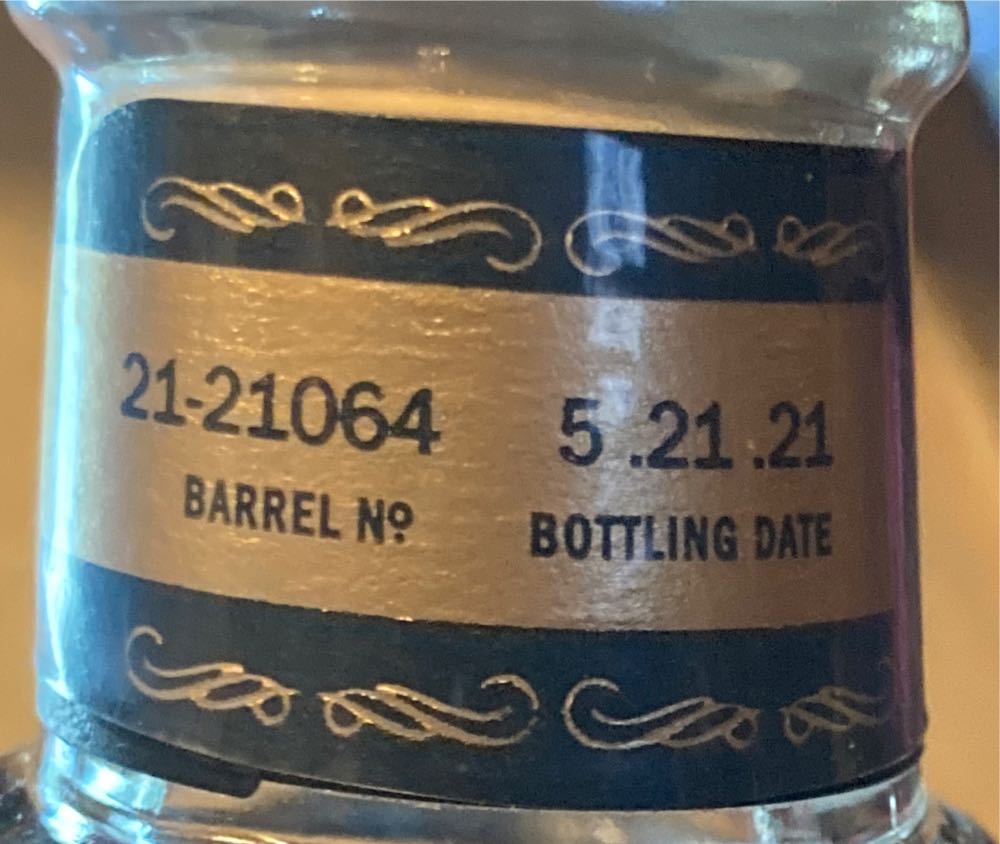 21-21064
BARREL Nº
5 .21 .21
BOTTLING DATE